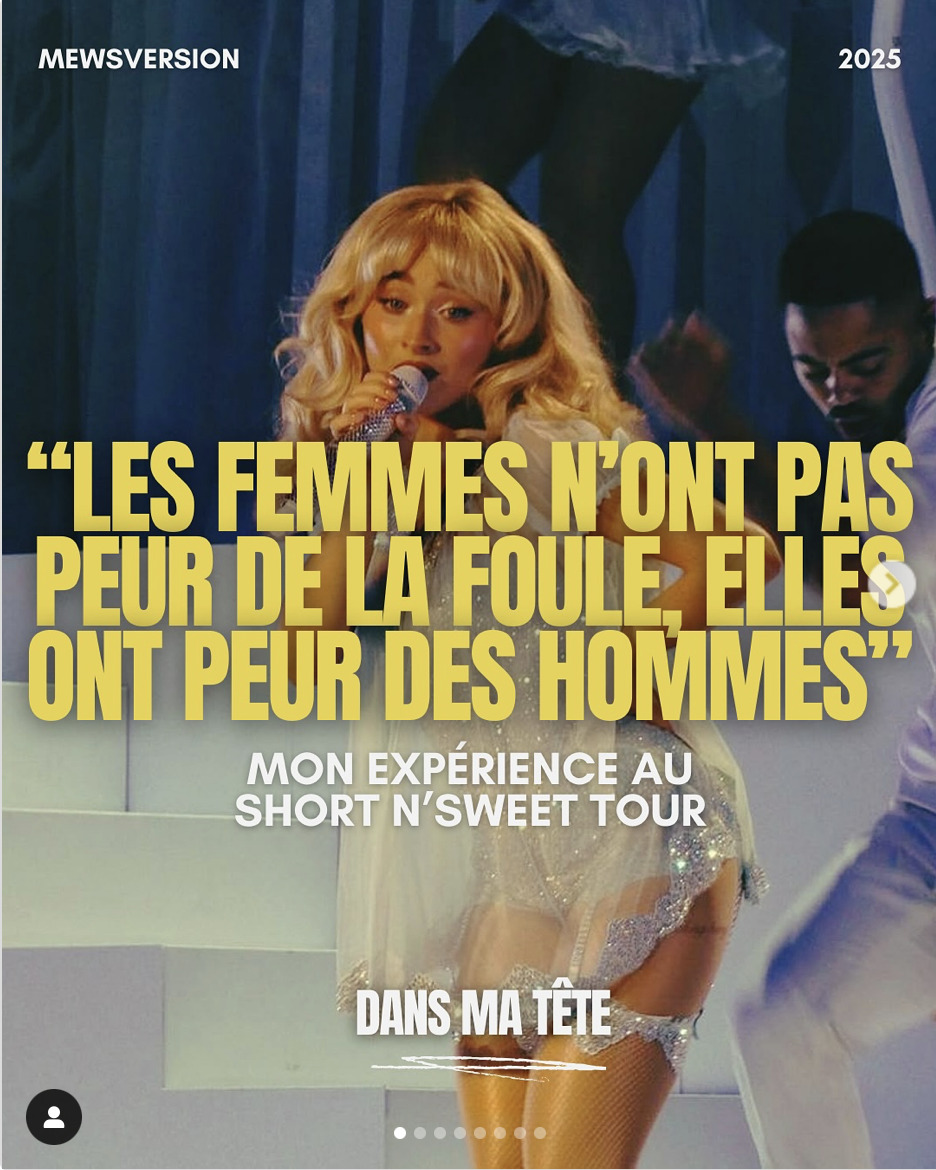 MEWSVERSION
2025
“LES FEMMES N’ONT PAS
PEUR DE LA FOULE, ELLES
ONT PEUR DES HOMMES”
MON EXPÉRIENCE AU
SHORT N’SWEET TOUR
DANS MA TÊTE